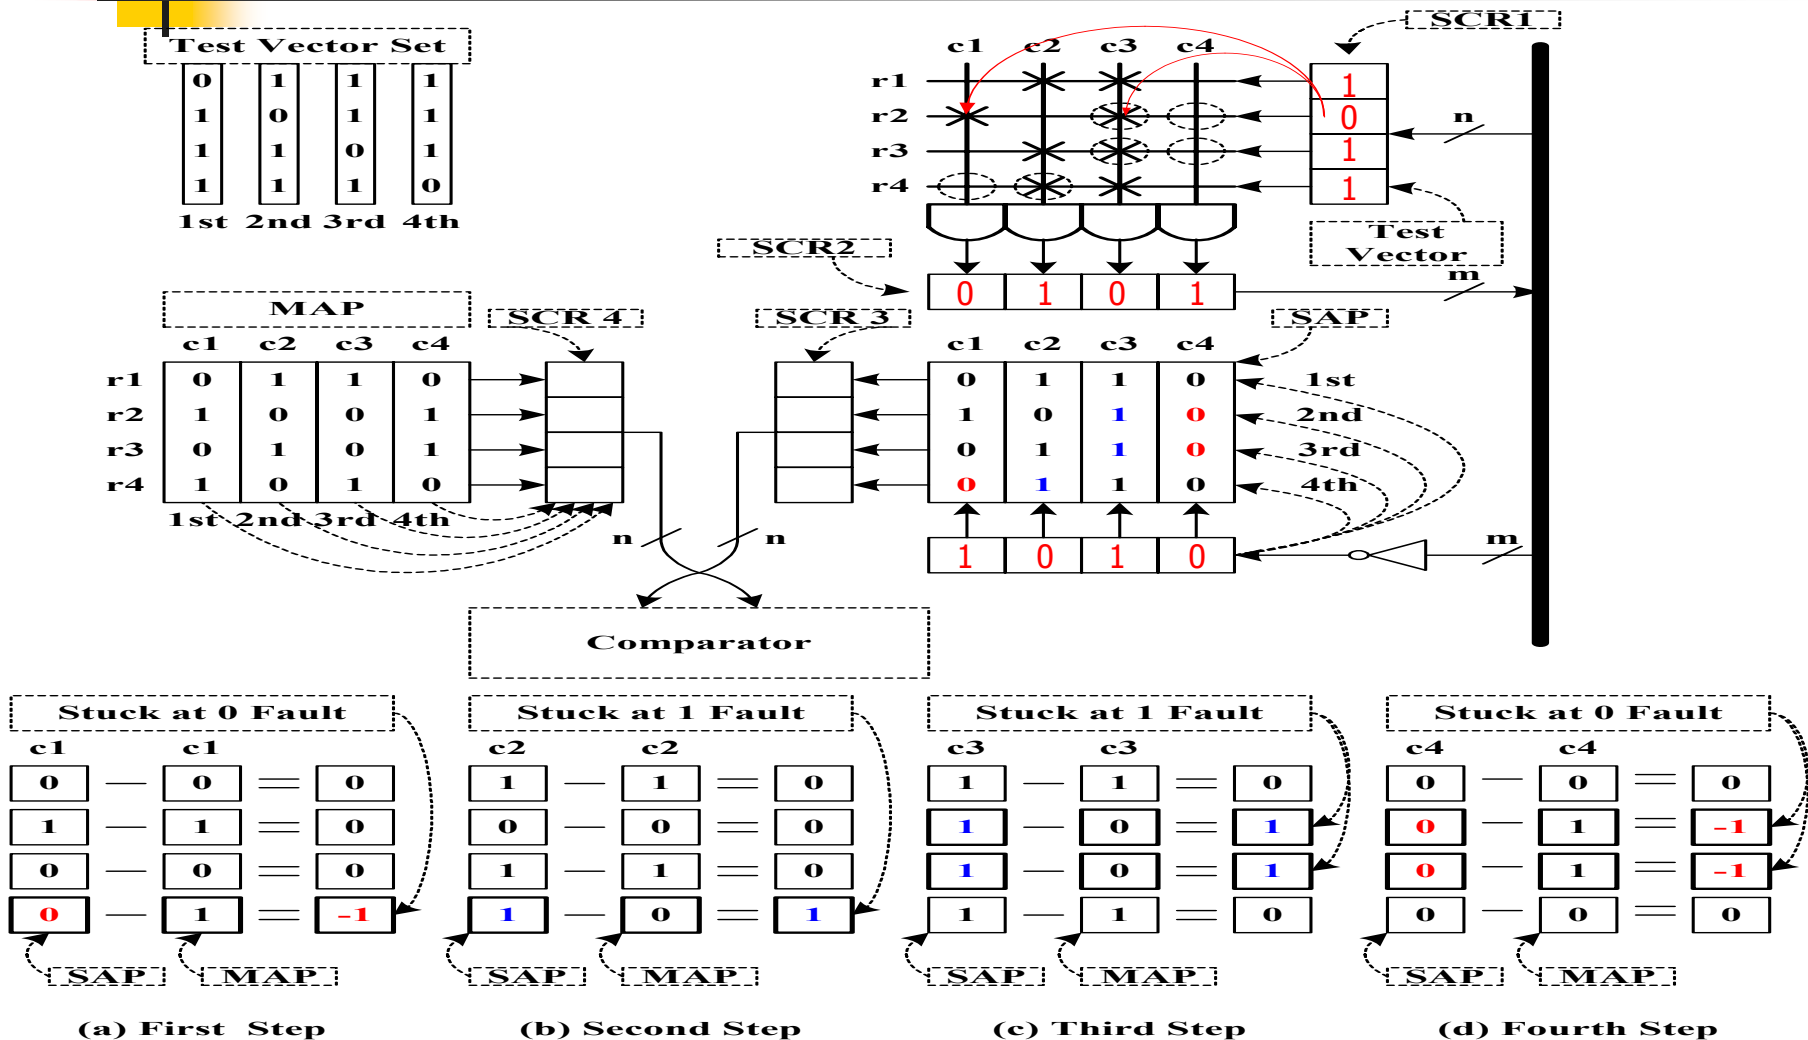 SCR1
Test Vector Set
c1 c2 c3 c4
0 1 1 1
r1
1
1 0 1 1
r2
0
n
1 1 0 1
r3
1
1 1 1 0
r4
1
1st 2nd 3rd 4th
Test
Vector
SCR2
m
0 1 0 1
MAP
SCR 4
SCR 3
SAP
c1 c2 c3 c4
c1 c2 c3 c4
r1 0 1 1 0
0 1 1 0 1st
r2 1 0 0 1
1 0 1 0 2nd
r3 0 1 0 1
0 1 1 0 3rd
r4 1 0 1 0
0 1 1 0 4th
1st 2nd 3rd 4th
n n
1 0 1 0
m
Comparator
Stuck at 0 Fault
c1 c1
0 — 0 = 0
1 — 1 = 0
0 — 0 = 0
0 — 1 = -1
SAP MAP
(a) First Step
Stuck at 1 Fault
c2 c2
1 — 1 = 0
0 — 0 = 0
1 — 1 = 0
1 — 0 = 1
SAP MAP
(b) Second Step
Stuck at 1 Fault
c3 c3
1 — 1 = 0
1 — 0 = 1
1 — 0 = 1
1 — 1 = 0
SAP MAP
(c) Third Step
Stuck at 0 Fault
c4 c4
0 — 0 = 0
0 — 1 = -1
0 — 1 = -1
0 — 0 = 0
SAP MAP
(d) Fourth Step